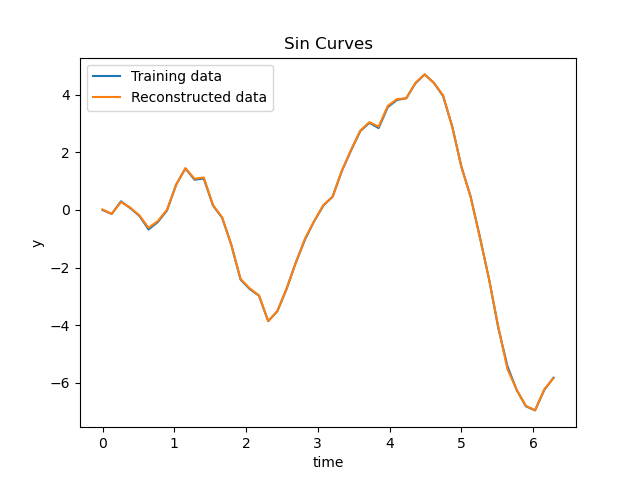 Sin Curves
Training data
Reconstructed data
4
2
0
−2
−4
−6
y
0 1 2 3 4 5 6
time